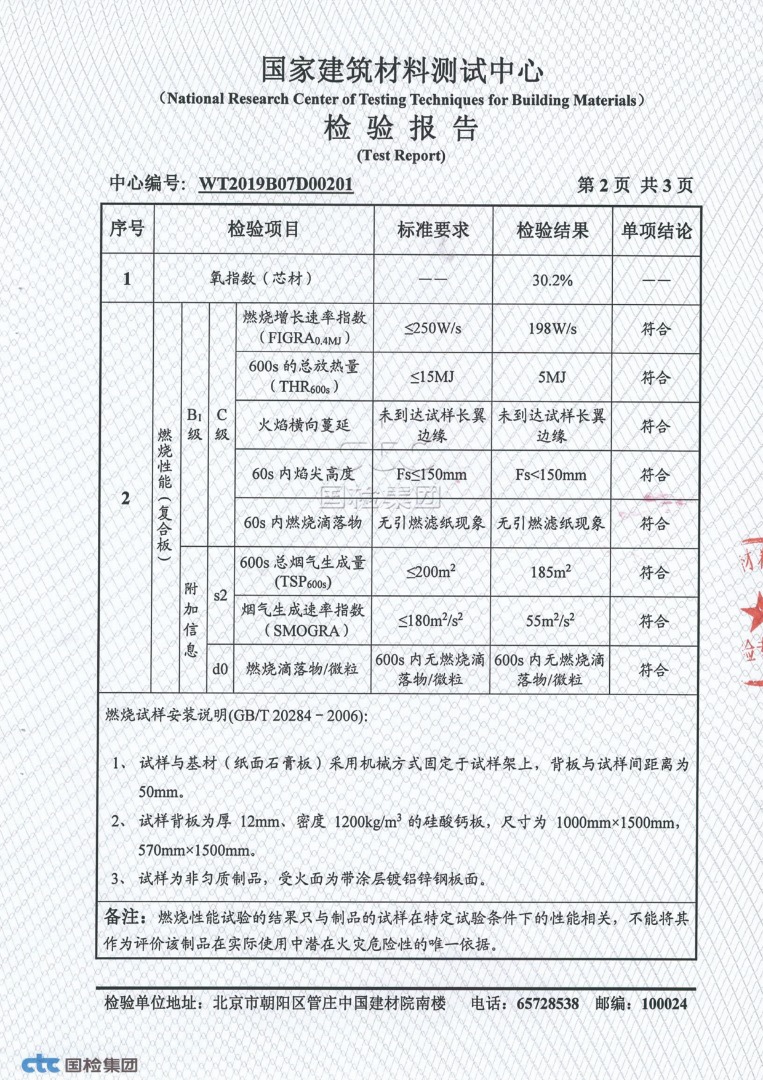 国家建筑材料测试中心
（National Research Center of Testing Techniques for Building Materials）
检验报告
(Test Report)
中心编号: WT2019B07D00201 第 2 页 共 3 页
序号 检验项目 标准要求 检验结果 单项结论
1 氧指数（芯材） —— 30.2% ——
2 燃烧性能（复合板）
B₁级 C级
燃烧增长速率指数
（FIGRA₀.₄MJ） ≤250W/s 198W/s 符合
600s 的总放热量
（THR₆₀₀ₛ） ≤15MJ 5MJ 符合
火焰横向蔓延 未到达试样长翼边缘 未到达试样长翼边缘 符合
60s 内焰尖高度 Fs≤150mm Fs<150mm 符合
60s 内燃烧滴落物 无引燃滤纸现象 无引燃滤纸现象 符合
附加信息
s2
600s 总烟气生成量
(TSP₆₀₀ₛ) ≤200m² 185m² 符合
烟气生成速率指数
（SMOGRA） ≤180m²/s² 55m²/s² 符合
d0 燃烧滴落物/微粒 600s 内无燃烧滴落物/微粒 600s 内无燃烧滴落物/微粒 符合
燃烧试样安装说明(GB/T 20284－2006):
1、 试样与基材（纸面石膏板）采用机械方式固定于试样架上，背板与试样间距离为
50mm。
2、 试样背板为厚 12mm、密度 1200kg/m³ 的硅酸钙板，尺寸为 1000mm×1500mm，
570mm×1500mm。
3、 试样为非匀质制品，受火面为带涂层镀铝锌钢板面。
备注：燃烧性能试验的结果只与制品的试样在特定试验条件下的性能相关，不能将其
作为评价该制品在实际使用中潜在火灾危险性的唯一依据。
检验单位地址：北京市朝阳区管庄中国建材院南楼 电话：65728538 邮编：100024
ctc 国检集团
国检集团